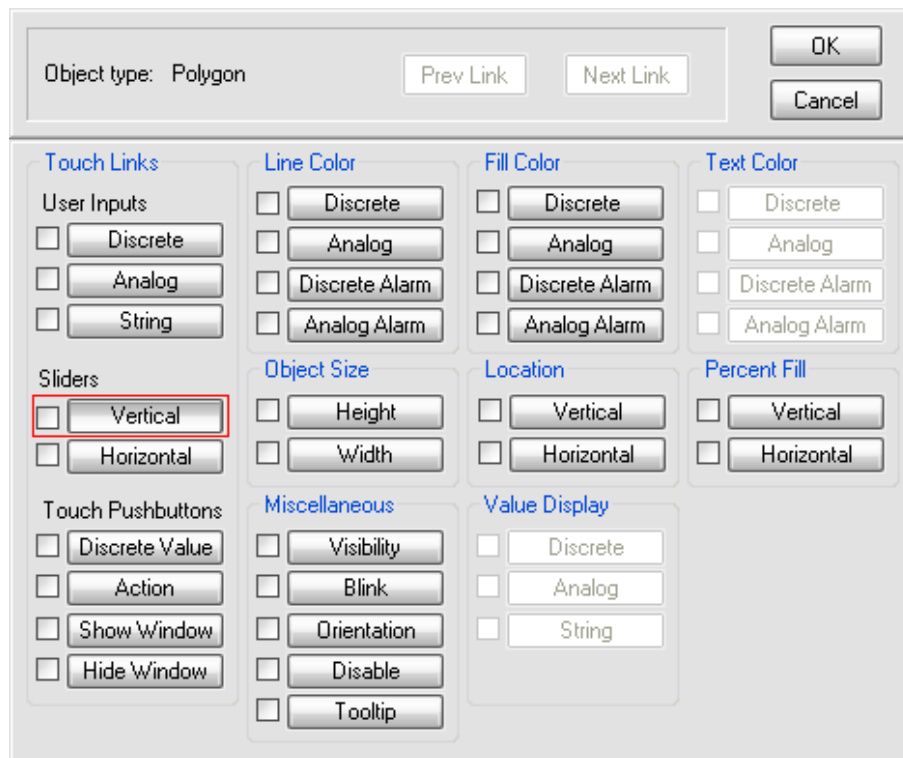 Object type: Polygon
Prev Link
Next Link
OK
Cancel
Touch Links
User Inputs
Discrete
Analog
String
Sliders
Vertical
Horizontal
Touch Pushbuttons
Discrete Value
Action
Show Window
Hide Window
Line Color
Discrete
Analog
Discrete Alarm
Analog Alarm
Object Size
Height
Width
Miscellaneous
Visibility
Blink
Orientation
Disable
Tooltip
Fill Color
Discrete
Analog
Discrete Alarm
Analog Alarm
Location
Vertical
Horizontal
Value Display
Discrete
Analog
String
Text Color
Discrete
Analog
Discrete Alarm
Analog Alarm
Percent Fill
Vertical
Horizontal